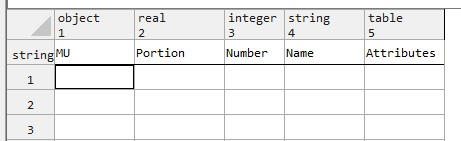 object real integer string table
1 2 3 4 5
string MU Portion Number Name Attributes
1
2
3